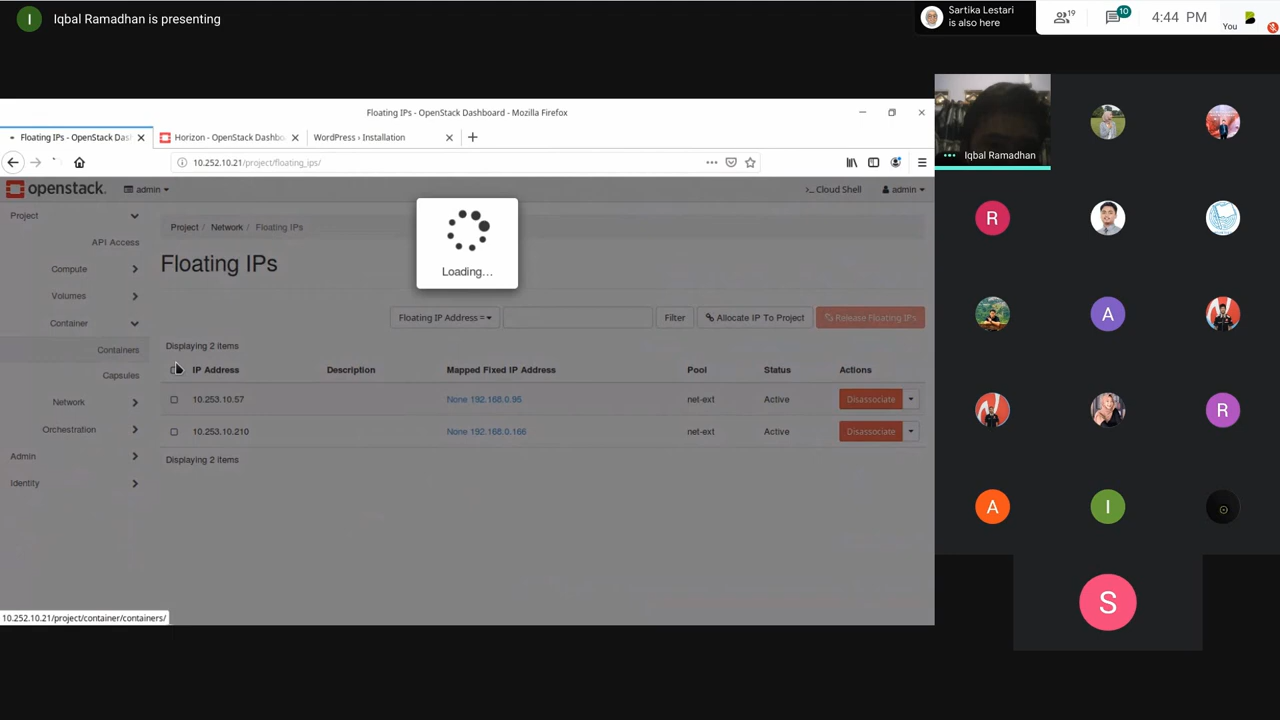 I
Iqbal Ramadhan is presenting
Sartika Lestari
is also here
19
10
4:44 PM
You
Floating IPs - OpenStack Dashboard - Mozilla Firefox
Floating IPs - OpenStack Das
Horizon - OpenStack Dashbo
WordPress › Installation
10.252.10.21/project/floating_ips/
openstack.
admin
>_ Cloud Shell
admin
Project
API Access
Compute
Volumes
Container
Containers
Capsules
Network
Orchestration
Admin
Identity
Project / Network / Floating IPs
Loading...
Floating IPs
Floating IP Address =
Filter
Allocate IP To Project
Release Floating IPs
Displaying 2 items
IP Address Description Mapped Fixed IP Address Pool Status Actions
10.253.10.57 None 192.168.0.95 net-ext Active Disassociate
10.253.10.210 None 192.168.0.166 net-ext Active Disassociate
Displaying 2 items
10.252.10.21/project/container/containers/
Iqbal Ramadhan
R
A
R
A
I
S